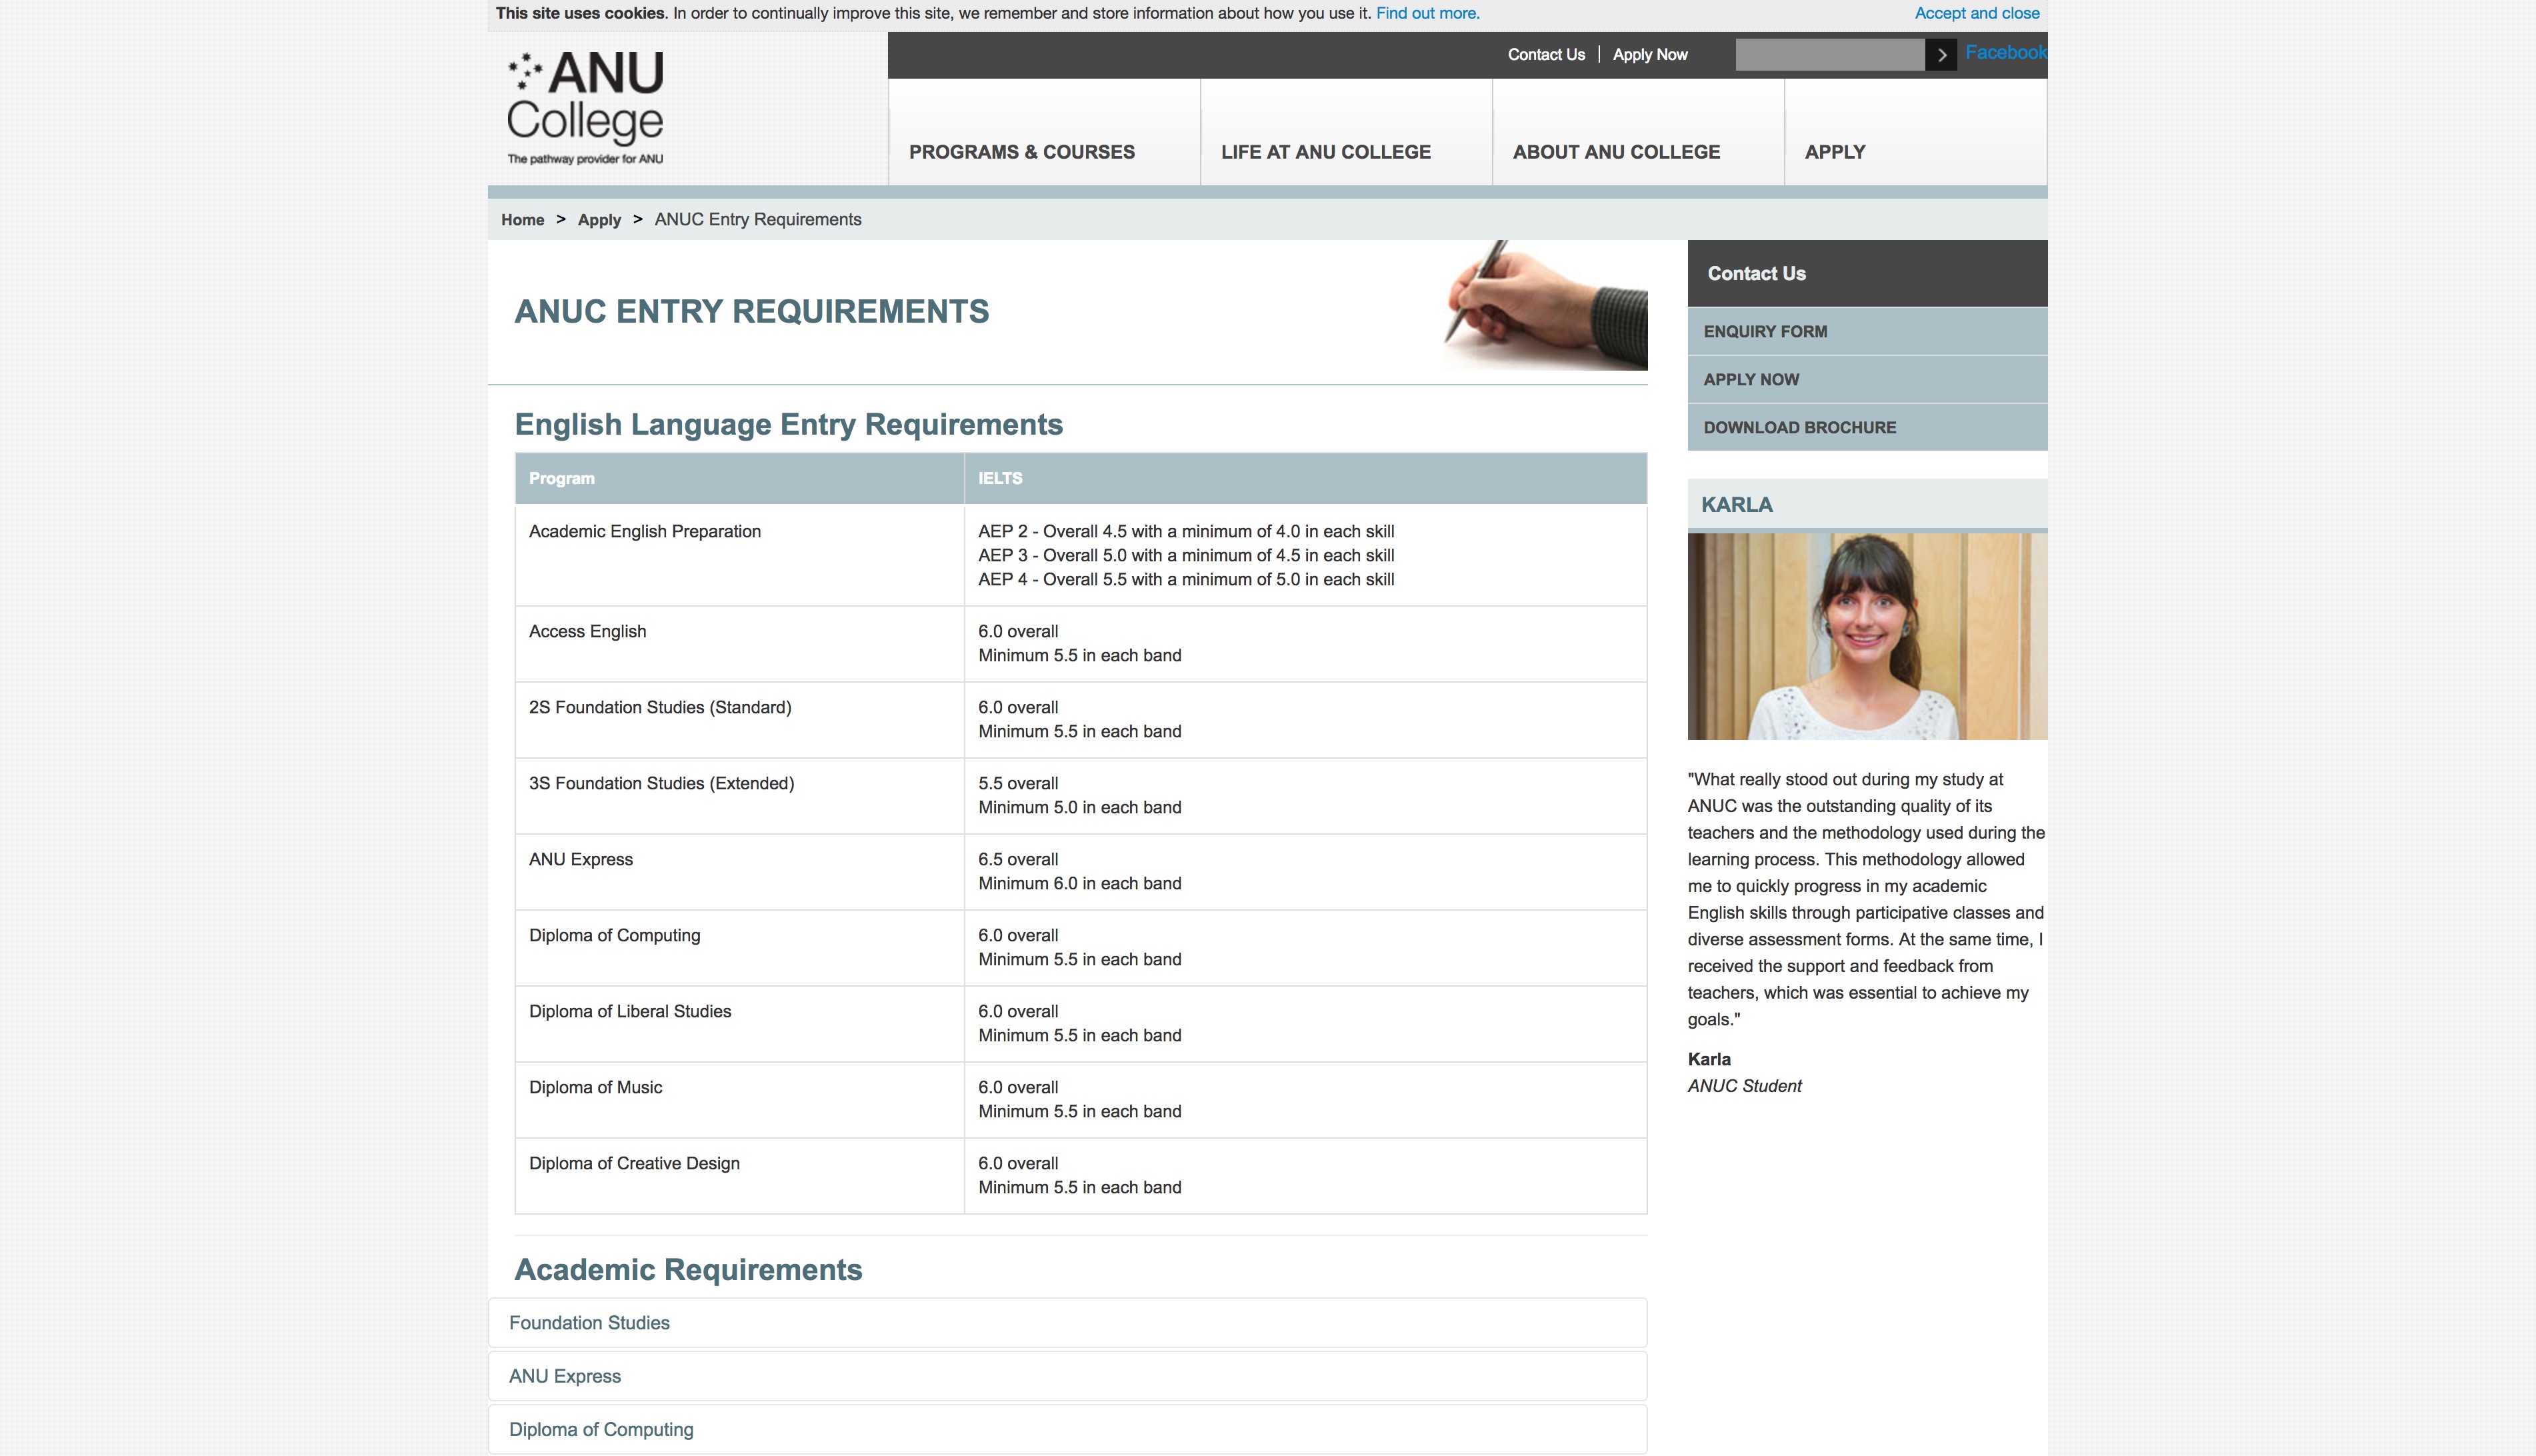 This site uses cookies. In order to continually improve this site, we remember and store information about how you use it. Find out more.
Accept and close
ANU
College
The pathway provider for ANU
Contact Us
Apply Now
Facebook
PROGRAMS & COURSES
LIFE AT ANU COLLEGE
ABOUT ANU COLLEGE
APPLY
Home > Apply > ANUC Entry Requirements
ANUC ENTRY REQUIREMENTS
English Language Entry Requirements
Program
IELTS
Academic English Preparation
AEP 2 - Overall 4.5 with a minimum of 4.0 in each skill
AEP 3 - Overall 5.0 with a minimum of 4.5 in each skill
AEP 4 - Overall 5.5 with a minimum of 5.0 in each skill
Access English
6.0 overall
Minimum 5.5 in each band
2S Foundation Studies (Standard)
6.0 overall
Minimum 5.5 in each band
3S Foundation Studies (Extended)
5.5 overall
Minimum 5.0 in each band
ANU Express
6.5 overall
Minimum 6.0 in each band
Diploma of Computing
6.0 overall
Minimum 5.5 in each band
Diploma of Liberal Studies
6.0 overall
Minimum 5.5 in each band
Diploma of Music
6.0 overall
Minimum 5.5 in each band
Diploma of Creative Design
6.0 overall
Minimum 5.5 in each band
Academic Requirements
Foundation Studies
ANU Express
Diploma of Computing
Contact Us
ENQUIRY FORM
APPLY NOW
DOWNLOAD BROCHURE
KARLA
"What really stood out during my study at
ANUC was the outstanding quality of its
teachers and the methodology used during the
learning process. This methodology allowed
me to quickly progress in my academic
English skills through participative classes and
diverse assessment forms. At the same time, I
received the support and feedback from
teachers, which was essential to achieve my
goals."
Karla
ANUC Student